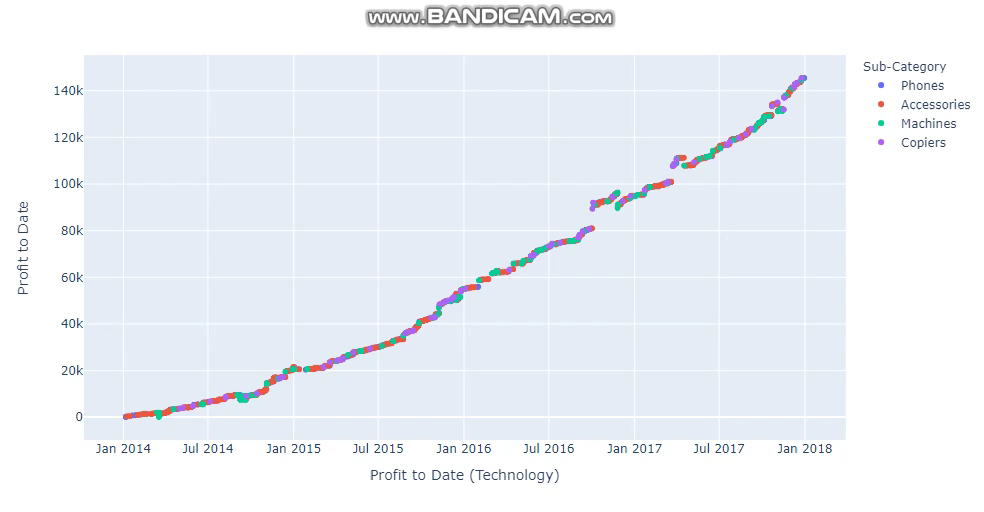 www.BANDICAM.com
Sub-Category
Phones
Accessories
Machines
Copiers
Profit to Date
140k
120k
100k
80k
60k
40k
20k
0
Jan 2014 Jul 2014 Jan 2015 Jul 2015 Jan 2016 Jul 2016 Jan 2017 Jul 2017 Jan 2018
Profit to Date (Technology)